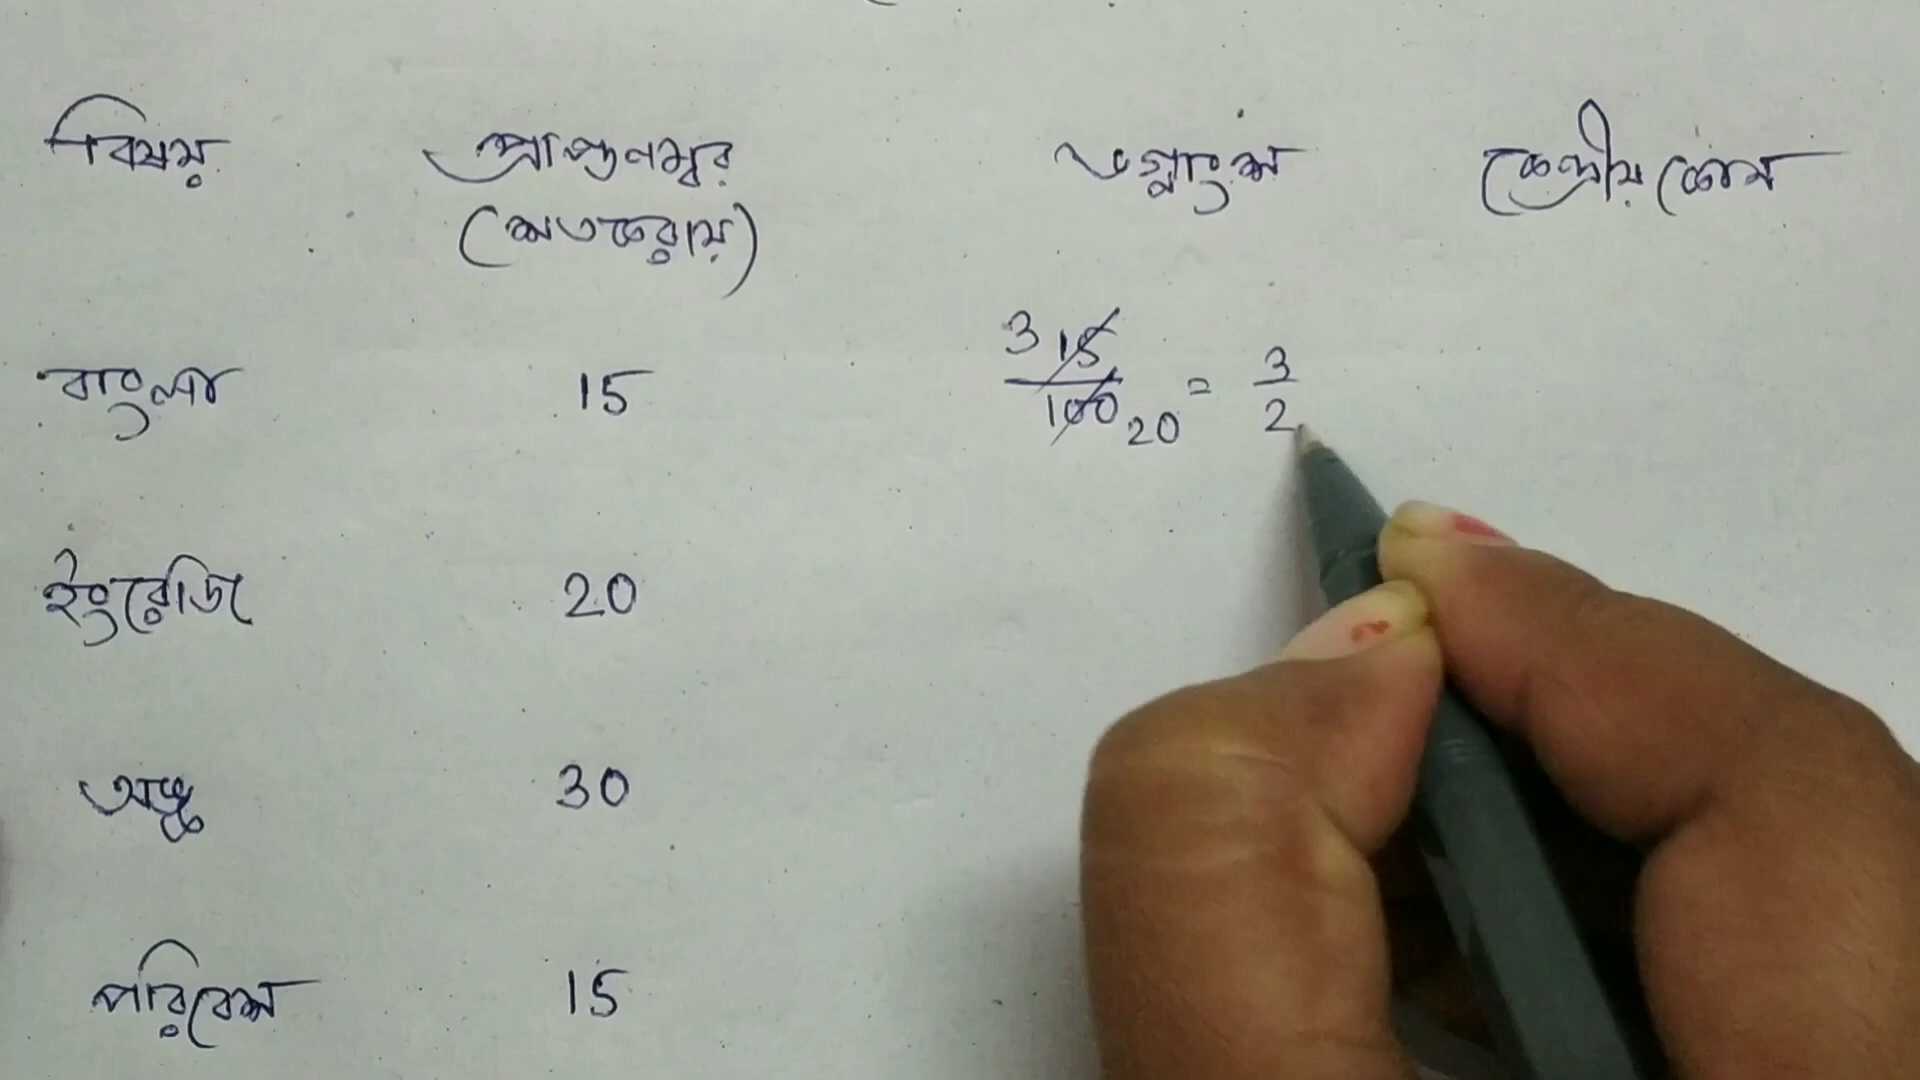 বিষয় প্রাপ্তনম্বর ভগ্নাংশ কেন্দ্রীয় কোণ
(শতকরায়)
বাংলা 15 3 15/100 20 = 3/2
ইংরেজি 20
অঙ্ক 30
পরিবেশ 15